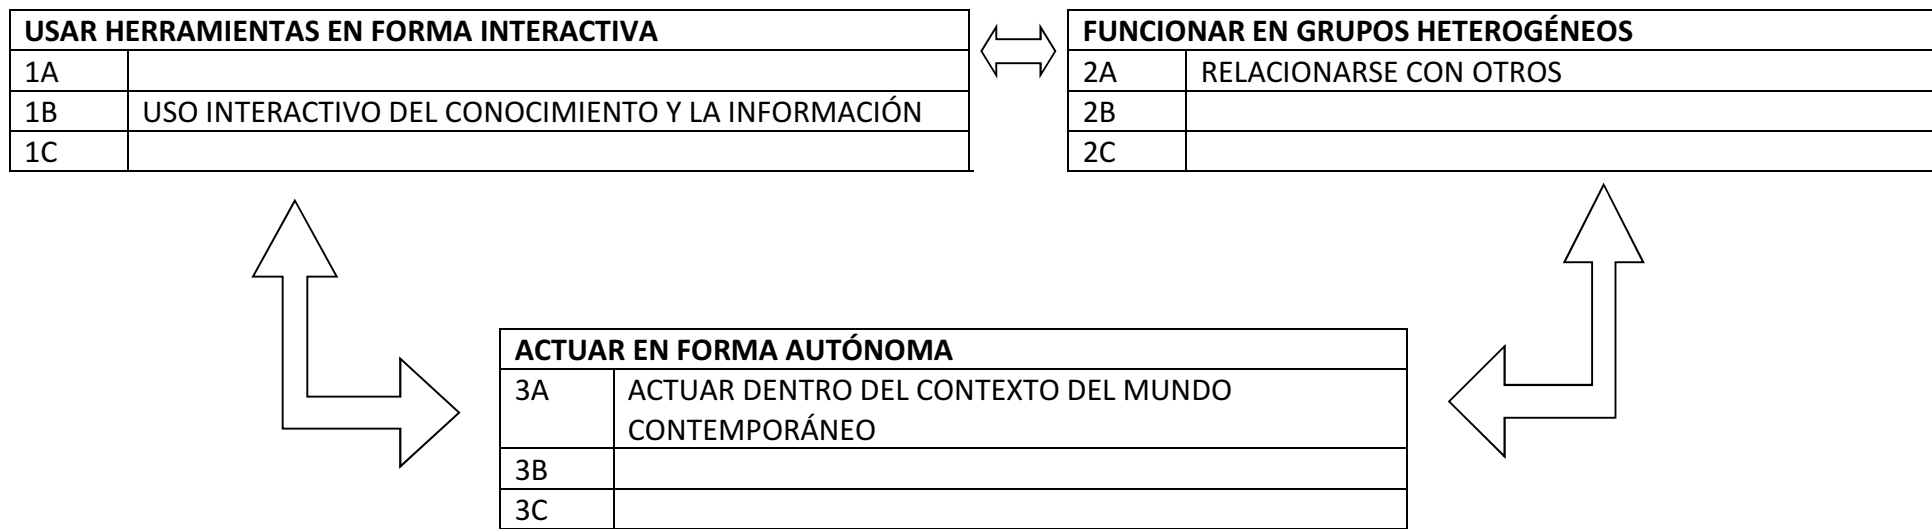 USAR HERRAMIENTAS EN FORMA INTERACTIVA
1A
1B USO INTERACTIVO DEL CONOCIMIENTO Y LA INFORMACIÓN
1C
FUNCIONAR EN GRUPOS HETEROGÉNEOS
2A RELACIONARSE CON OTROS
2B
2C
ACTUAR EN FORMA AUTÓNOMA
3A ACTUAR DENTRO DEL CONTEXTO DEL MUNDO
CONTEMPORÁNEO
3B
3C